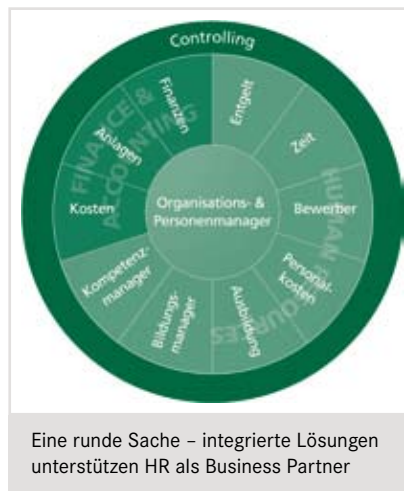 Controlling
FINANCE &
ACCOUNTING
HUMAN RESOURCES
Finanzen
Anlagen
Kosten
Entgelt
Zeit
Bewerber
Personal-
kosten
Ausbildung
Bildungs-
manager
Kompetenz-
manager
Organisations- &
Personenmanager
Eine runde Sache – integrierte Lösungen
unterstützen HR als Business Partner